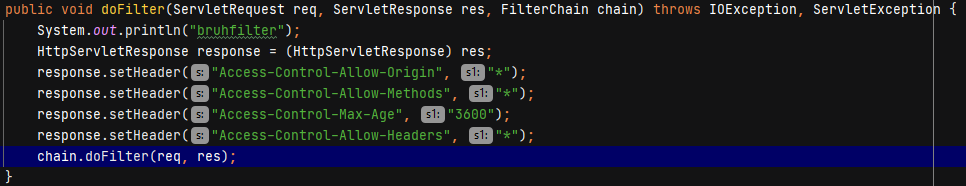 public void doFilter(ServletRequest req, ServletResponse res, FilterChain chain) throws IOException, ServletException {
System.out.println("bruhfilter");
HttpServletResponse response = (HttpServletResponse) res;
response.setHeader( s: "Access-Control-Allow-Origin", s1: "*");
response.setHeader( s: "Access-Control-Allow-Methods", s1: "*");
response.setHeader( s: "Access-Control-Max-Age", s1: "3600");
response.setHeader( s: "Access-Control-Allow-Headers", s1: "*");
chain.doFilter(req, res);
}